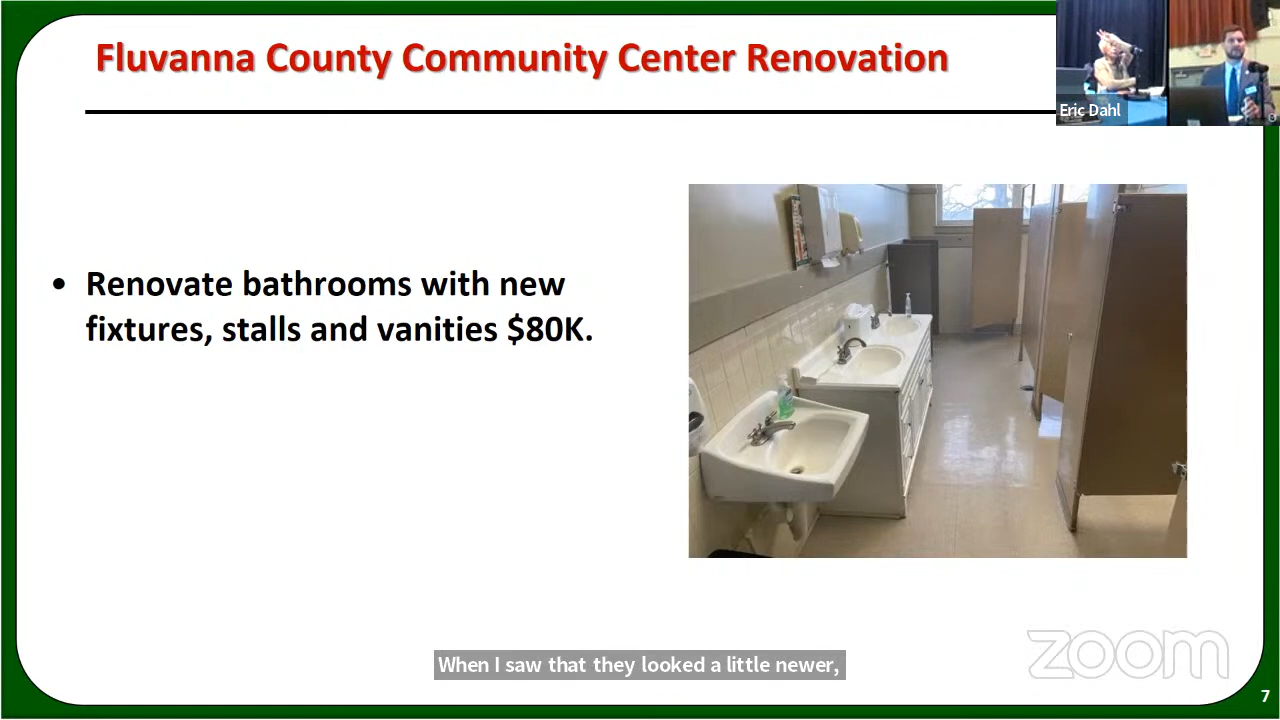 Fluvanna County Community Center Renovation
Eric Dahl
• Renovate bathrooms with new
fixtures, stalls and vanities $80K.
When I saw that they looked a little newer,
zoom
7